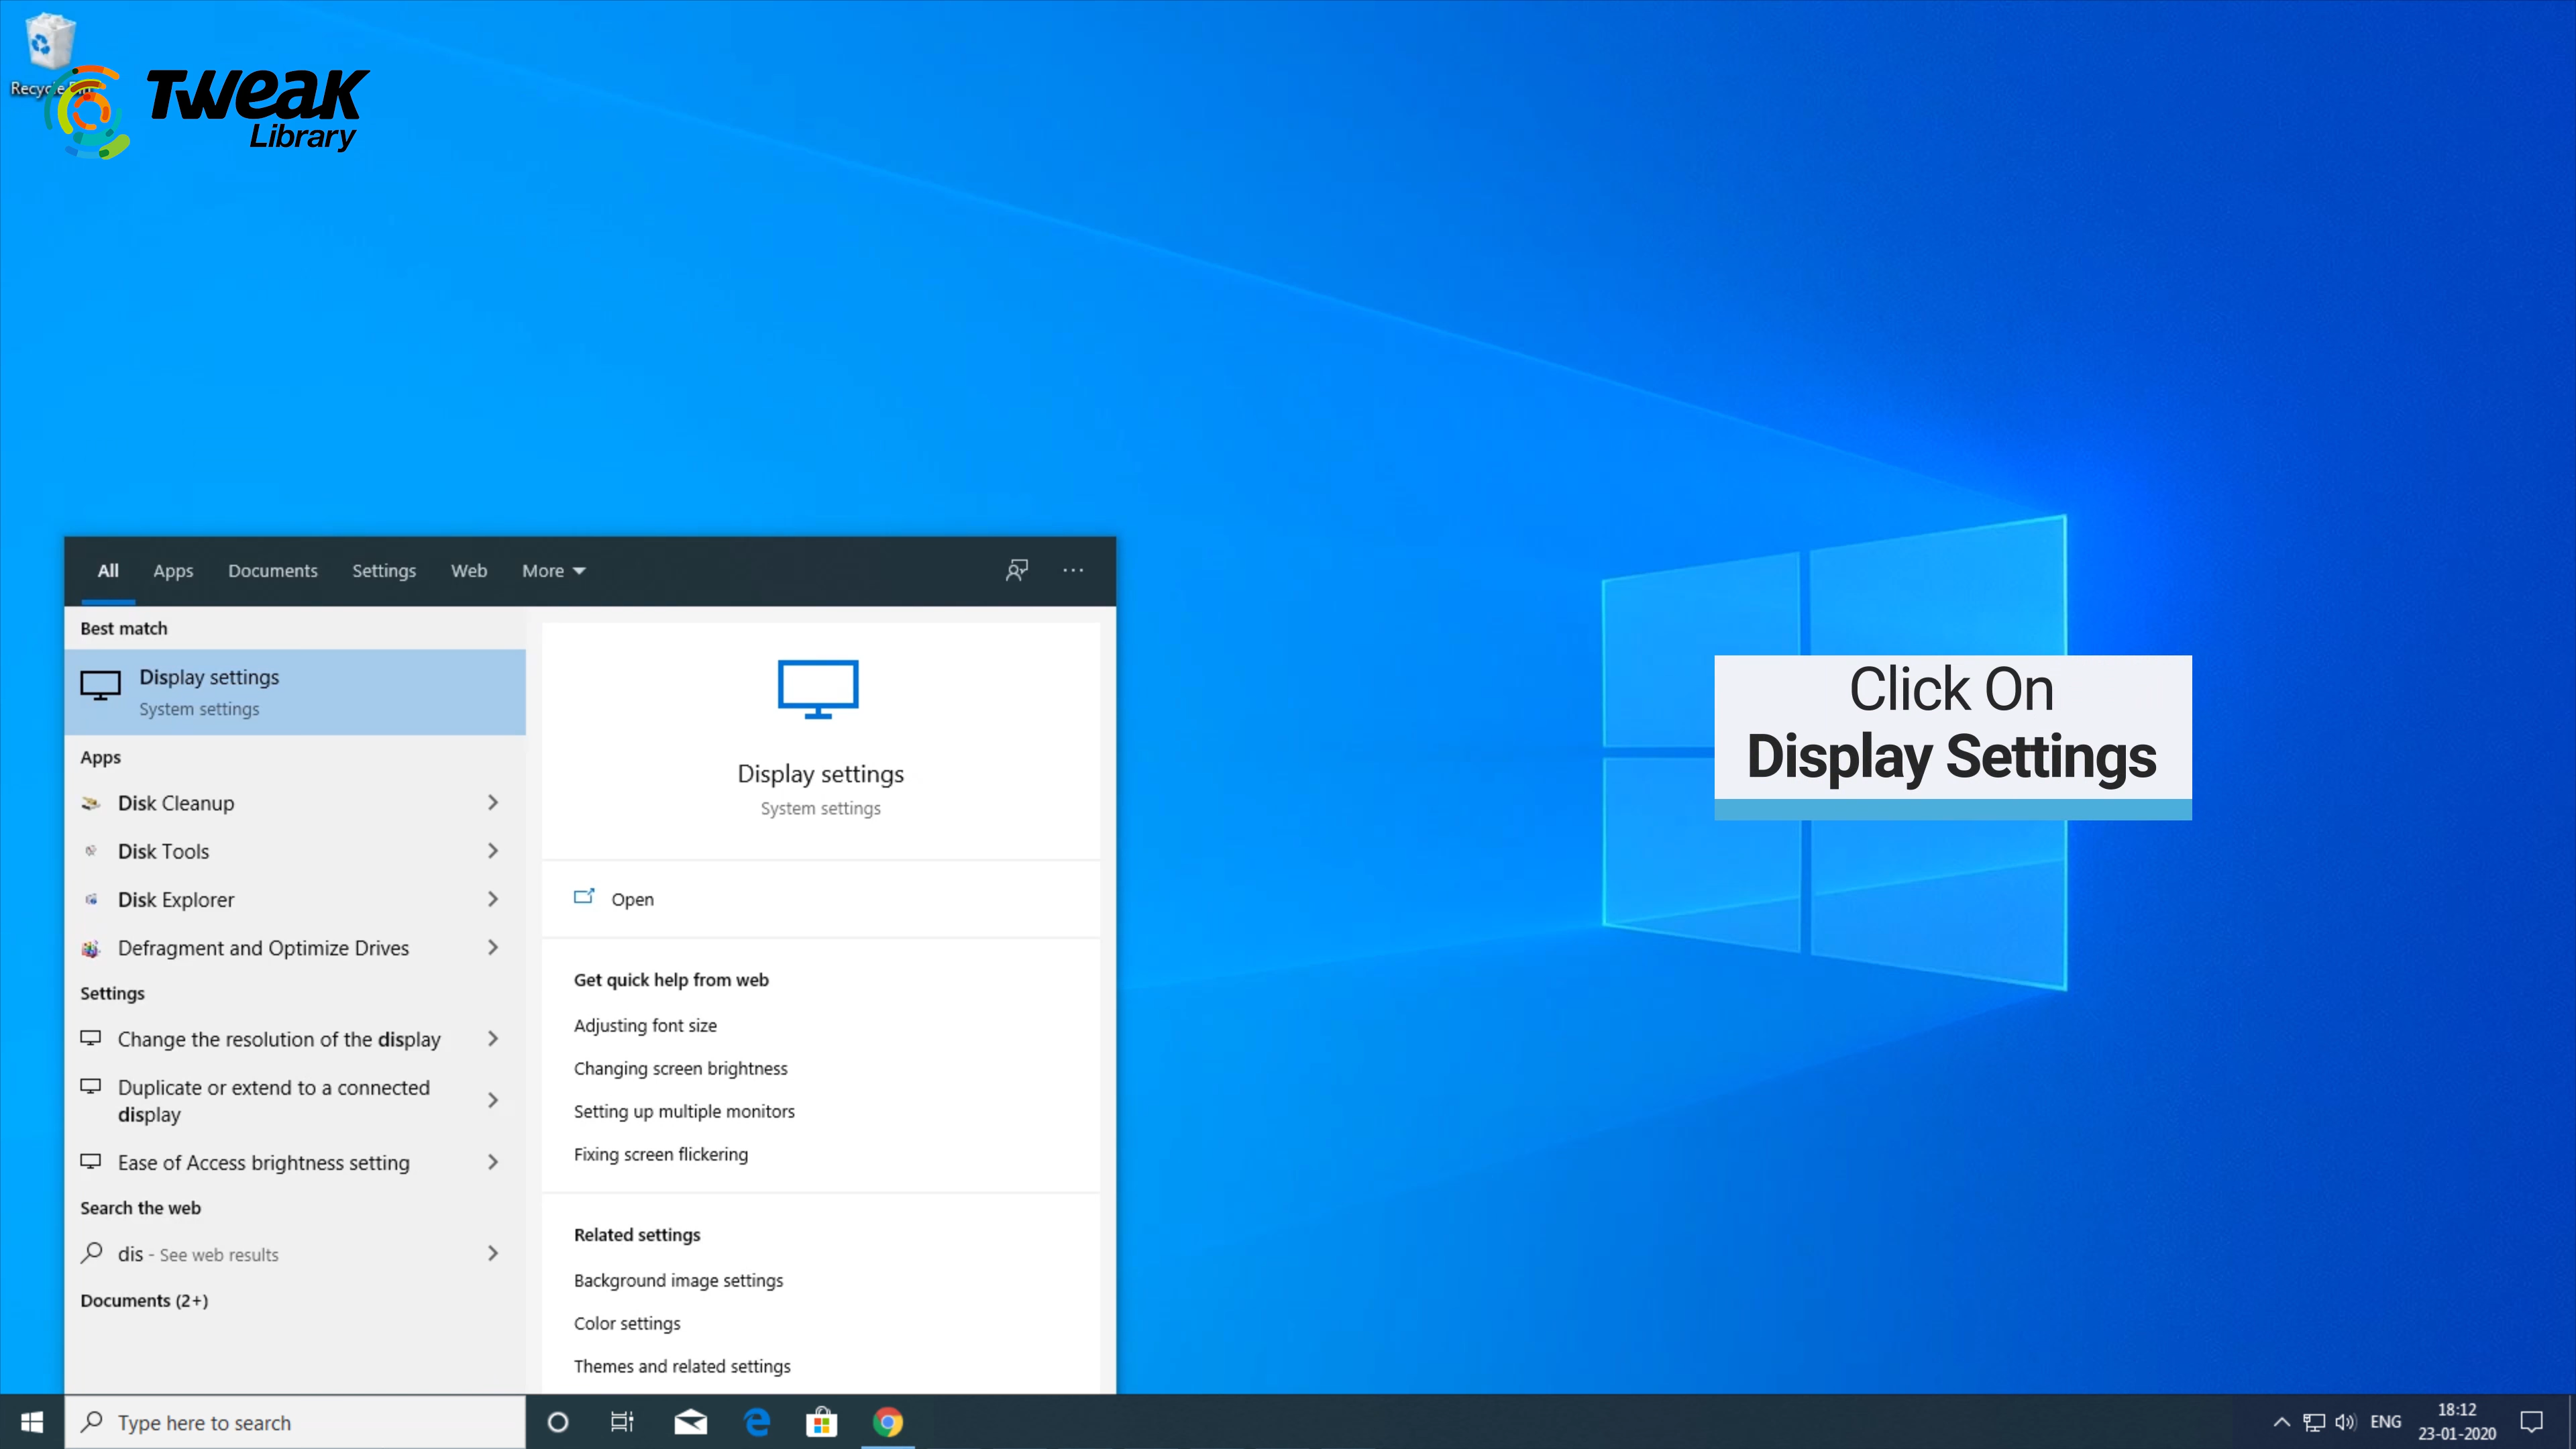 Recycle Bin
Tweak
Library
All Apps Documents Settings Web More
Best match
Display settings
System settings
Apps
Disk Cleanup
Disk Tools
Disk Explorer
Defragment and Optimize Drives
Settings
Change the resolution of the display
Duplicate or extend to a connected
display
Ease of Access brightness setting
Search the web
dis - See web results
Documents (2+)
Display settings
System settings
Open
Get quick help from web
Adjusting font size
Changing screen brightness
Setting up multiple monitors
Fixing screen flickering
Related settings
Background image settings
Color settings
Themes and related settings
Click On
Display Settings
Type here to search
ENG
18:12
23-01-2020